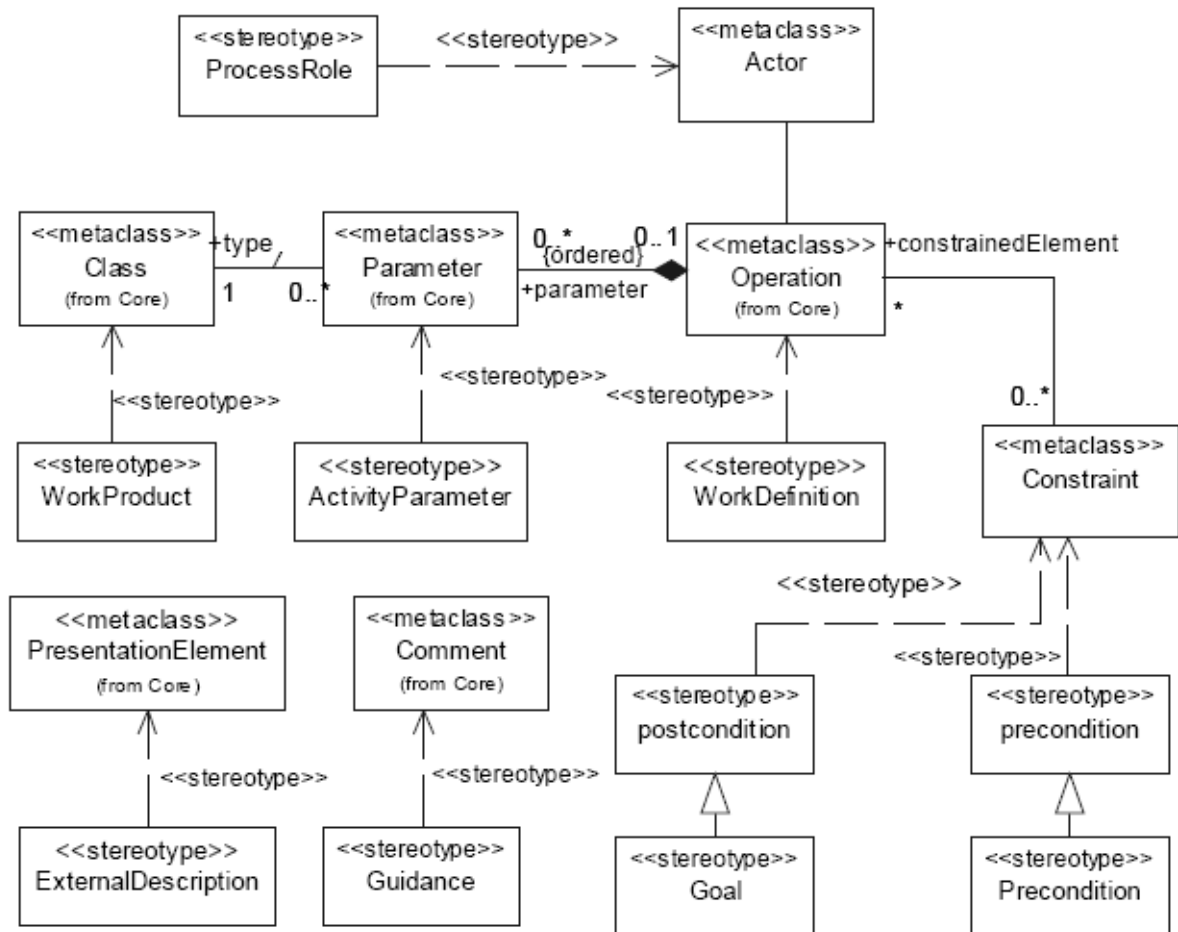 <<stereotype>>
ProcessRole
<<stereotype>>
<<metaclass>>
Actor
<<metaclass>>
Class
(from Core)
+type
1
0..*
<<metaclass>>
Parameter
(from Core)
0..*
{ordered}
+parameter
0..1
<<metaclass>>
Operation
(from Core)
+constrainedElement
*
0..*
<<stereotype>>
<<stereotype>>
<<stereotype>>
<<stereotype>>
WorkProduct
<<stereotype>>
ActivityParameter
<<stereotype>>
WorkDefinition
<<metaclass>>
Constraint
<<stereotype>>
<<stereotype>>
<<metaclass>>
PresentationElement
(from Core)
<<metaclass>>
Comment
(from Core)
<<stereotype>>
postcondition
<<stereotype>>
precondition
<<stereotype>>
<<stereotype>>
<<stereotype>>
ExternalDescription
<<stereotype>>
Guidance
<<stereotype>>
Goal
<<stereotype>>
Precondition